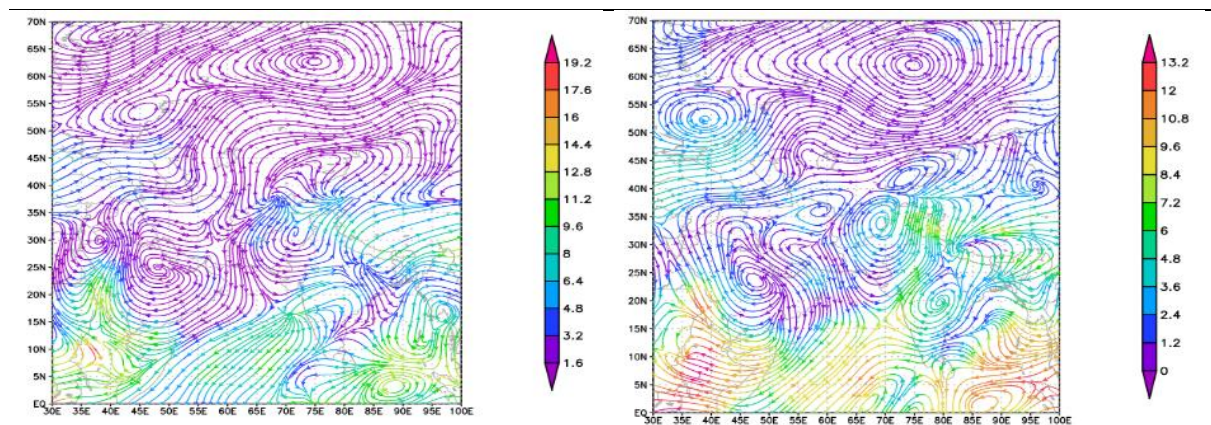 70N
65N
60N
55N
50N
45N
40N
35N
30N
25N
20N
15N
10N
5N
EQ
30E 35E 40E 45E 50E 55E 60E 65E 70E 75E 80E 85E 90E 95E 100E
19.2
17.6
16
14.4
12.8
11.2
9.6
8
6.4
4.8
3.2
1.6
70N
65N
60N
55N
50N
45N
40N
35N
30N
25N
20N
15N
10N
5N
EQ
30E 35E 40E 45E 50E 55E 60E 65E 70E 75E 80E 85E 90E 95E 100E
13.2
12
10.8
9.6
8.4
7.2
6
4.8
3.6
2.4
1.2
0